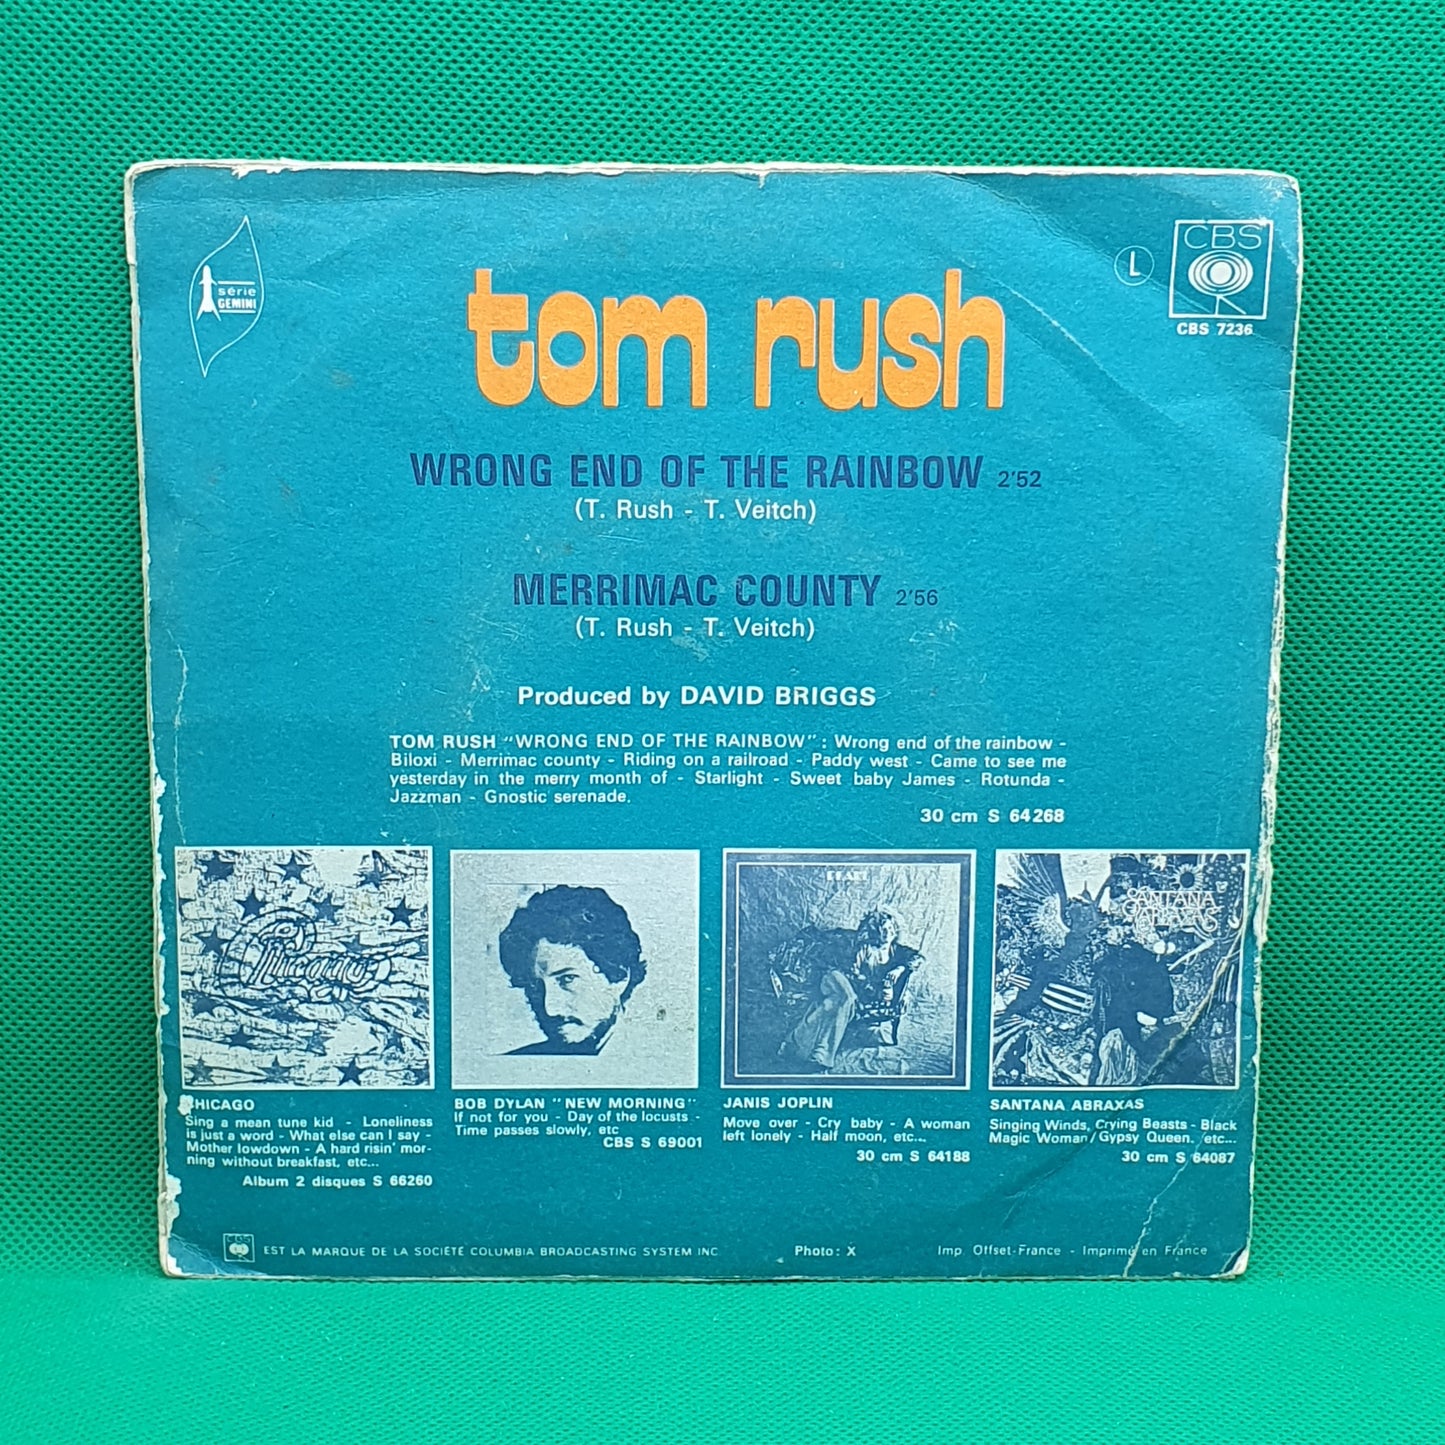 série
GEMINI
L
CBS
CBS 7236
tom rush
WRONG END OF THE RAINBOW 2'52
(T. Rush - T. Veitch)
MERRIMAC COUNTY 2'56
(T. Rush - T. Veitch)
Produced by DAVID BRIGGS
TOM RUSH "WRONG END OF THE RAINBOW" : Wrong end of the rainbow -
Biloxi - Merrimac county - Riding on a railroad - Paddy west - Came to see me
yesterday in the merry month of - Starlight - Sweet baby James - Rotunda -
Jazzman - Gnostic serenade.
30 cm S 64268
Chicago
PEARL
SANTANA
ABRAXAS
CHICAGO
Sing a mean tune kid - Loneliness
is just a word - What else can I say -
Mother lowdown - A hard risin' mor-
ning without breakfast, etc...
Album 2 disques S 66260
BOB DYLAN "NEW MORNING"
If not for you - Day of the locusts -
Time passes slowly, etc
CBS S 69001
JANIS JOPLIN
Move over - Cry baby - A woman
left lonely - Half moon, etc...
30 cm S 64188
SANTANA ABRAXAS
Singing Winds, Crying Beasts - Black
Magic Woman/Gypsy Queen. etc...
30 cm S 64087
CBS EST LA MARQUE DE LA SOCIÉTÉ COLUMBIA BROADCASTING SYSTEM INC Photo : X Imp. Offset-France - Imprimé en France